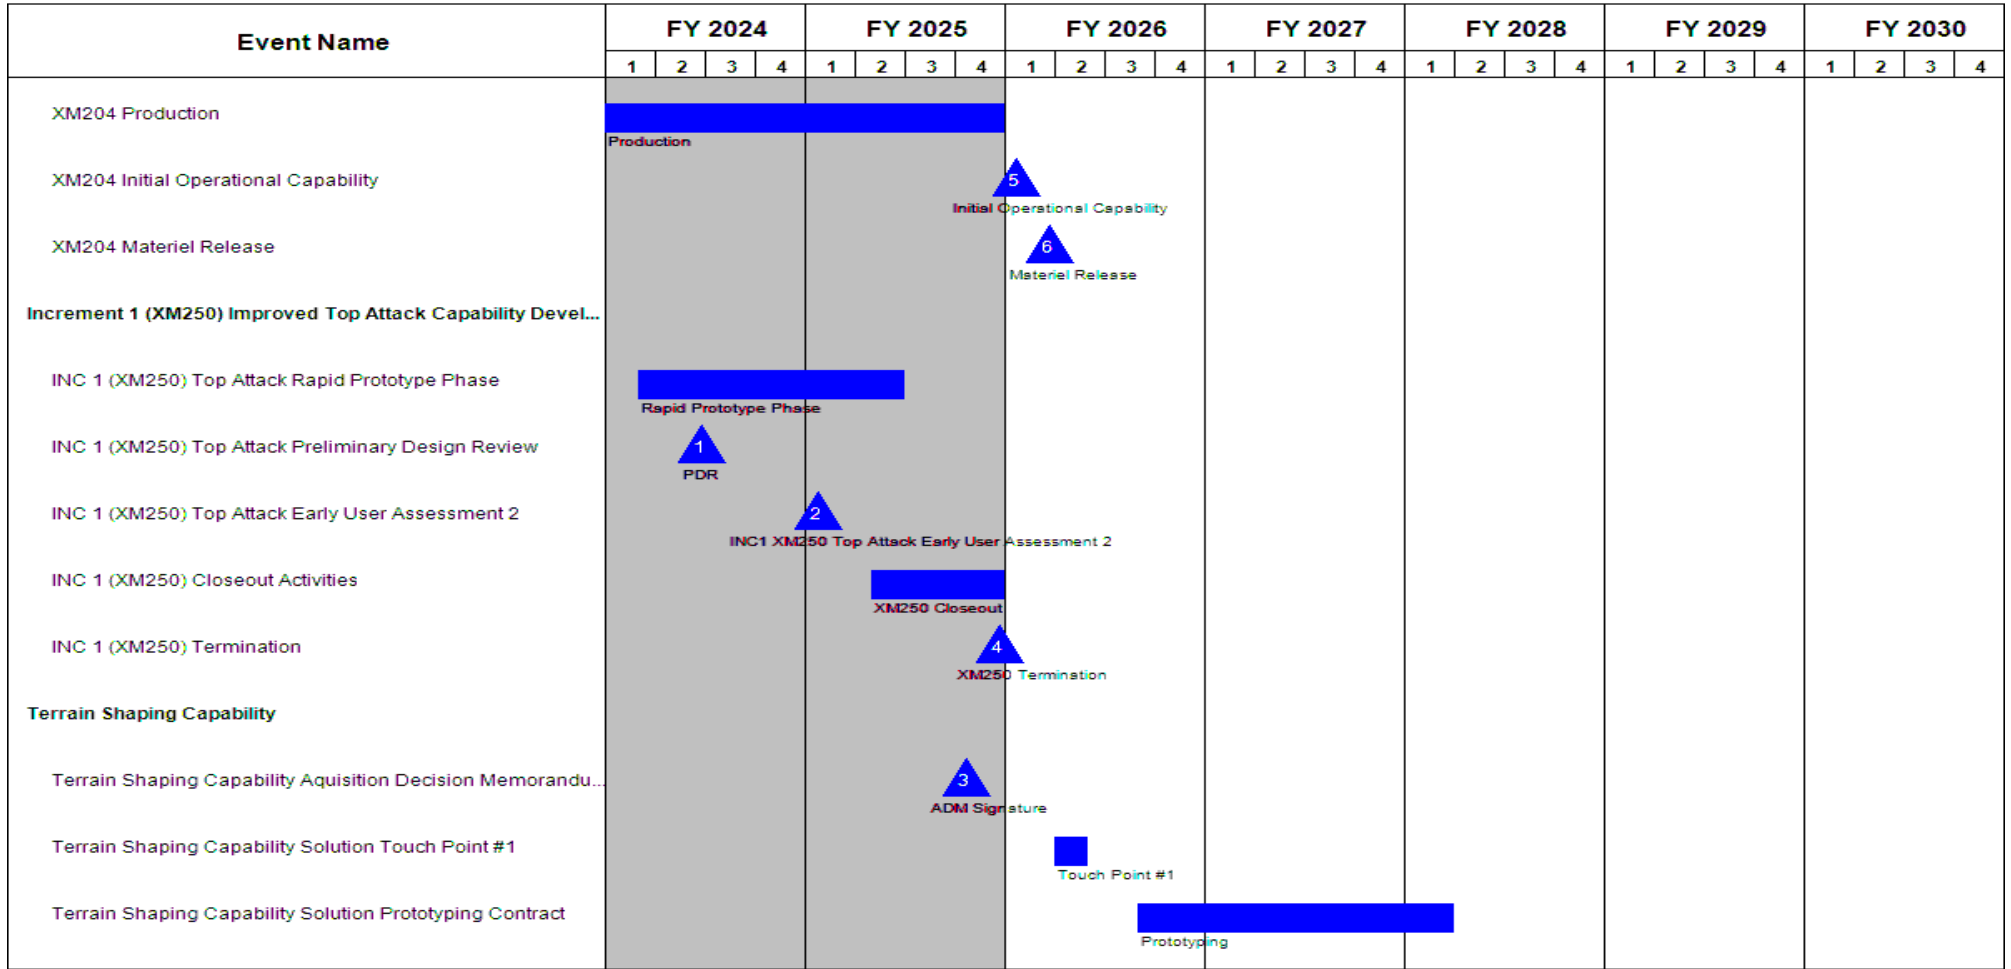 Event Name FY 2024 FY 2025 FY 2026 FY 2027 FY 2028 FY 2029 FY 2030
1 2 3 4 1 2 3 4 1 2 3 4 1 2 3 4 1 2 3 4 1 2 3 4 1 2 3 4
XM204 Production
Production
XM204 Initial Operational Capability
5
Initial Operational Capability
XM204 Materiel Release
6
Materiel Release
Increment 1 (XM250) Improved Top Attack Capability Devel...
INC 1 (XM250) Top Attack Rapid Prototype Phase
Rapid Prototype Phase
INC 1 (XM250) Top Attack Preliminary Design Review
1
PDR
INC 1 (XM250) Top Attack Early User Assessment 2
2
INC1 XM250 Top Attack Early User Assessment 2
INC 1 (XM250) Closeout Activities
XM250 Closeout
INC 1 (XM250) Termination
4
XM250 Termination
Terrain Shaping Capability
Terrain Shaping Capability Aquisition Decision Memorandu...
3
ADM Signature
Terrain Shaping Capability Solution Touch Point #1
Touch Point #1
Terrain Shaping Capability Solution Prototyping Contract
Prototyping